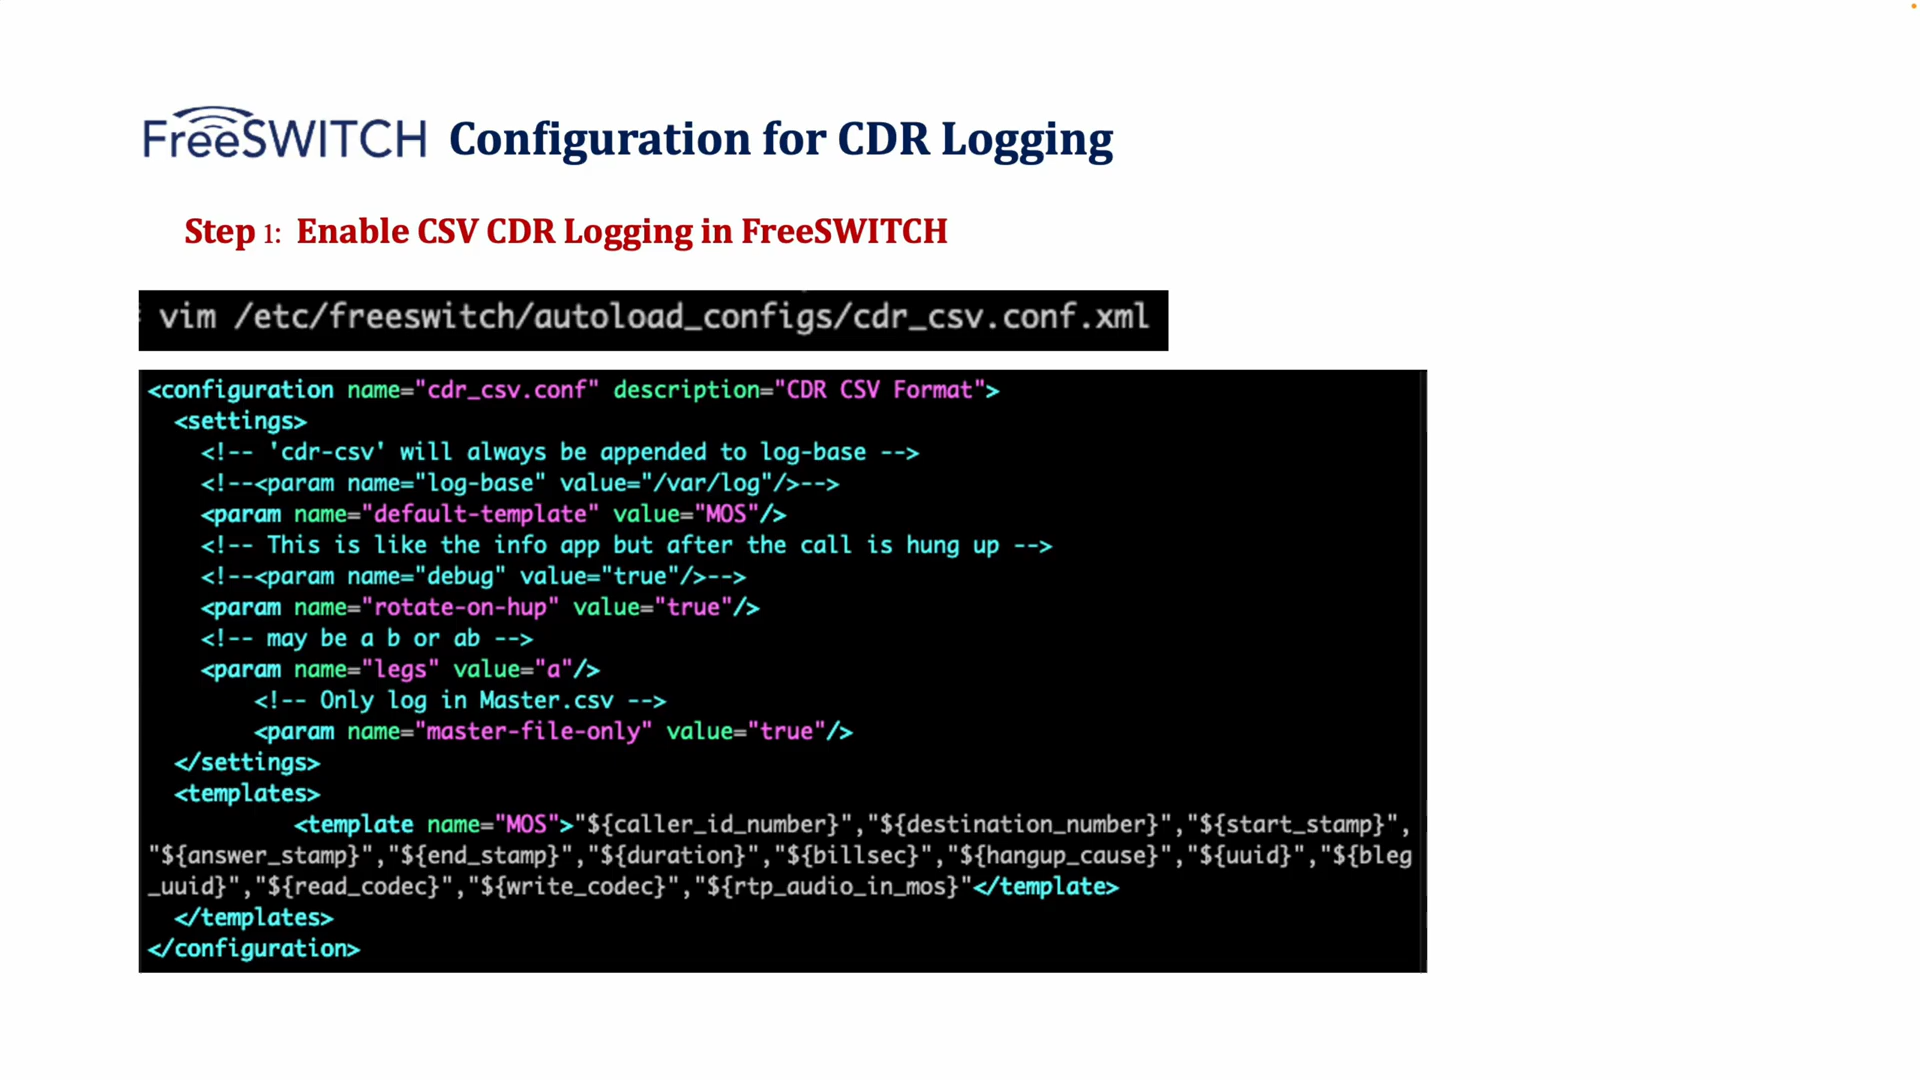 FreeSWITCH Configuration for CDR Logging
Step 1: Enable CSV CDR Logging in FreeSWITCH
vim /etc/freeswitch/autoload_configs/cdr_csv.conf.xml
<configuration name="cdr_csv.conf" description="CDR CSV Format">
  <settings>
    <!-- 'cdr-csv' will always be appended to log-base -->
    <!--<param name="log-base" value="/var/log"/>-->
    <param name="default-template" value="MOS"/>
    <!-- This is like the info app but after the call is hung up -->
    <!--<param name="debug" value="true"/>-->
    <param name="rotate-on-hup" value="true"/>
    <!-- may be a b or ab -->
    <param name="legs" value="a"/>
        <!-- Only log in Master.csv -->
        <param name="master-file-only" value="true"/>
  </settings>
  <templates>
           <template name="MOS">"${caller_id_number}","${destination_number}","${start_stamp}",
"${answer_stamp}","${end_stamp}","${duration}","${billsec}","${hangup_cause}","${uuid}","${bleg
_uuid}","${read_codec}","${write_codec}","${rtp_audio_in_mos}"</template>
  </templates>
</configuration>